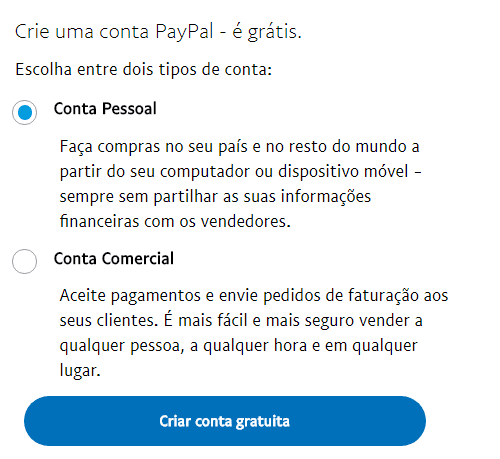 Crie uma conta PayPal - é grátis.
Escolha entre dois tipos de conta:
Conta Pessoal
Faça compras no seu país e no resto do mundo a
partir do seu computador ou dispositivo móvel –
sempre sem partilhar as suas informações
financeiras com os vendedores.
Conta Comercial
Aceite pagamentos e envie pedidos de faturação aos
seus clientes. É mais fácil e mais seguro vender a
qualquer pessoa, a qualquer hora e em qualquer
lugar.
Criar conta gratuita